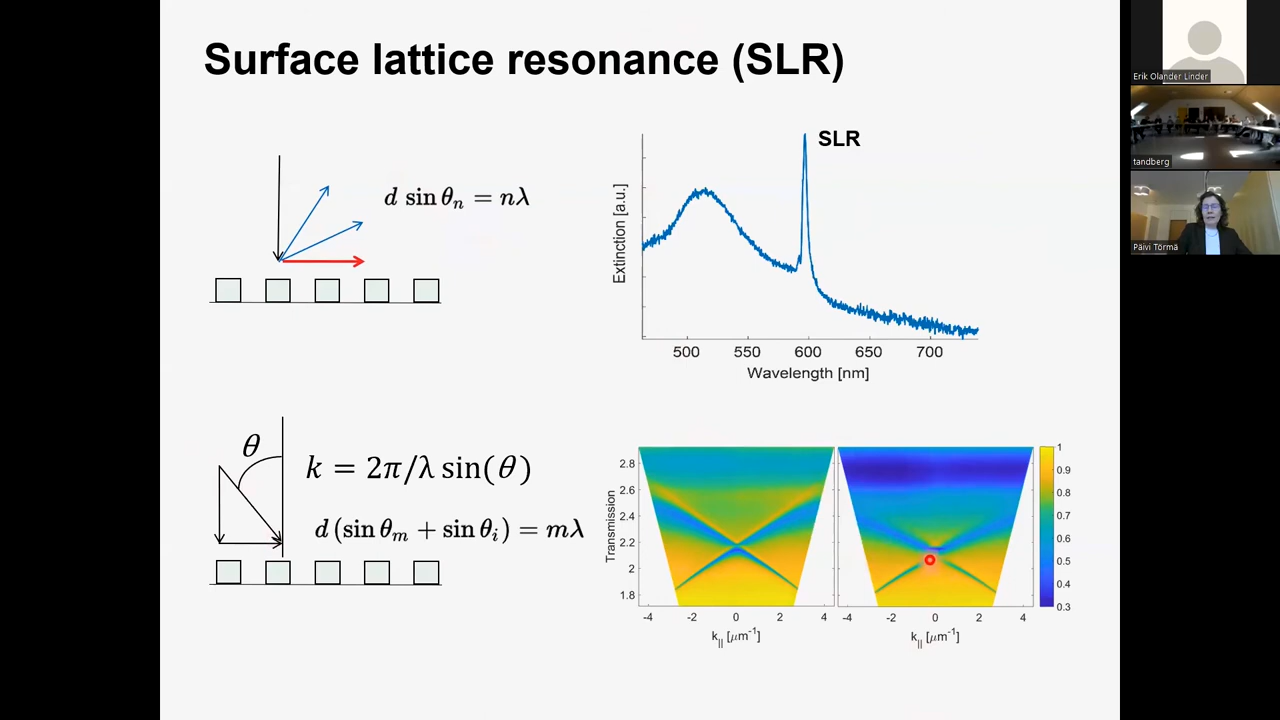 Surface lattice resonance (SLR)
d sin θn = nλ
SLR
Extinction [a.u.]
500 550 600 650 700
Wavelength [nm]
θ
k = 2π/λ sin(θ)
d (sin θm + sin θi) = mλ
Transmission
2.8
2.6
2.4
2.2
2
1.8
-4 -2 0 2 4
k|| [μm-1]
-4 -2 0 2 4
k|| [μm-1]
1
0.9
0.8
0.7
0.6
0.5
0.4
0.3
Erik Olander Linder
tandberg
Päivi Törmä